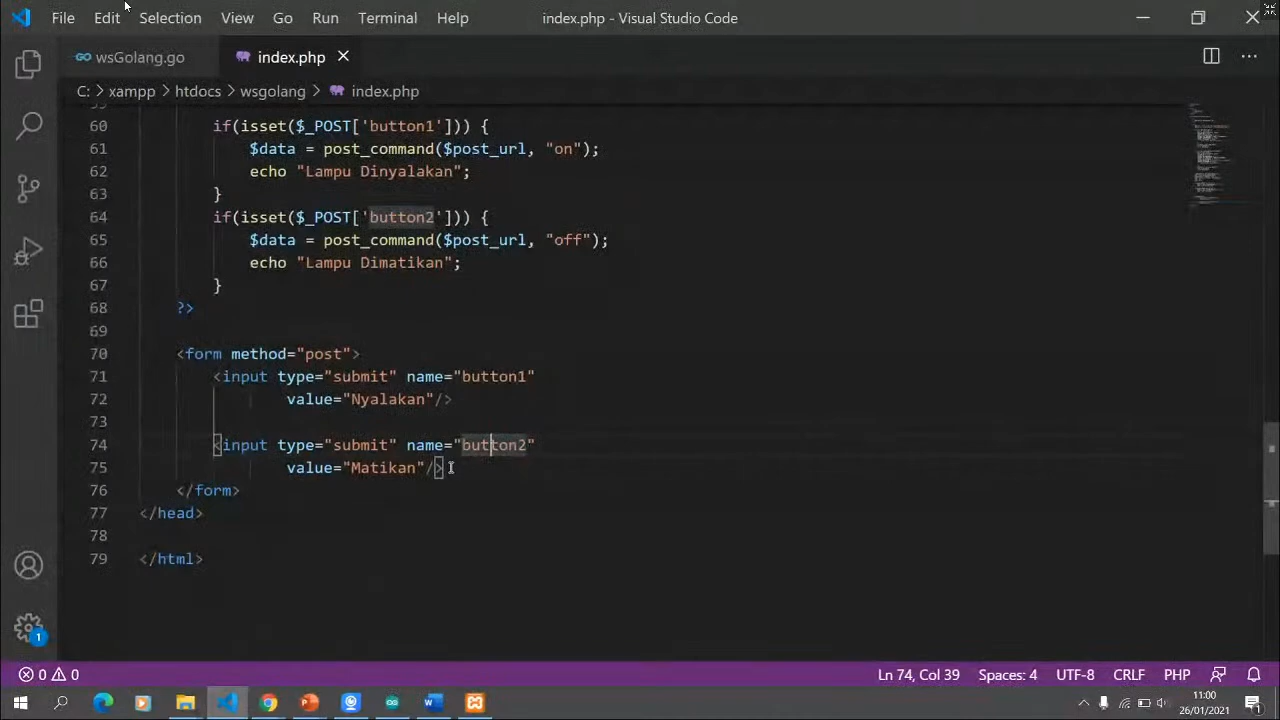 File Edit Selection View Go Run Terminal Help index.php - Visual Studio Code
wsGolang.go index.php
C: > xampp > htdocs > wsgolang > index.php
60 if(isset($_POST['button1'])) {
61 $data = post_command($post_url, "on");
62 echo "Lampu Dinyalakan";
63 }
64 if(isset($_POST['button2'])) {
65 $data = post_command($post_url, "off");
66 echo "Lampu Dimatikan";
67 }
68 ?>
69
70 <form method="post">
71 <input type="submit" name="button1"
72 value="Nyalakan"/>
73
74 <input type="submit" name="button2"
75 value="Matikan"/>
76 </form>
77 </head>
78
79 </html>
1
0 0 Ln 74, Col 39 Spaces: 4 UTF-8 CRLF PHP
11:00
26/01/2021